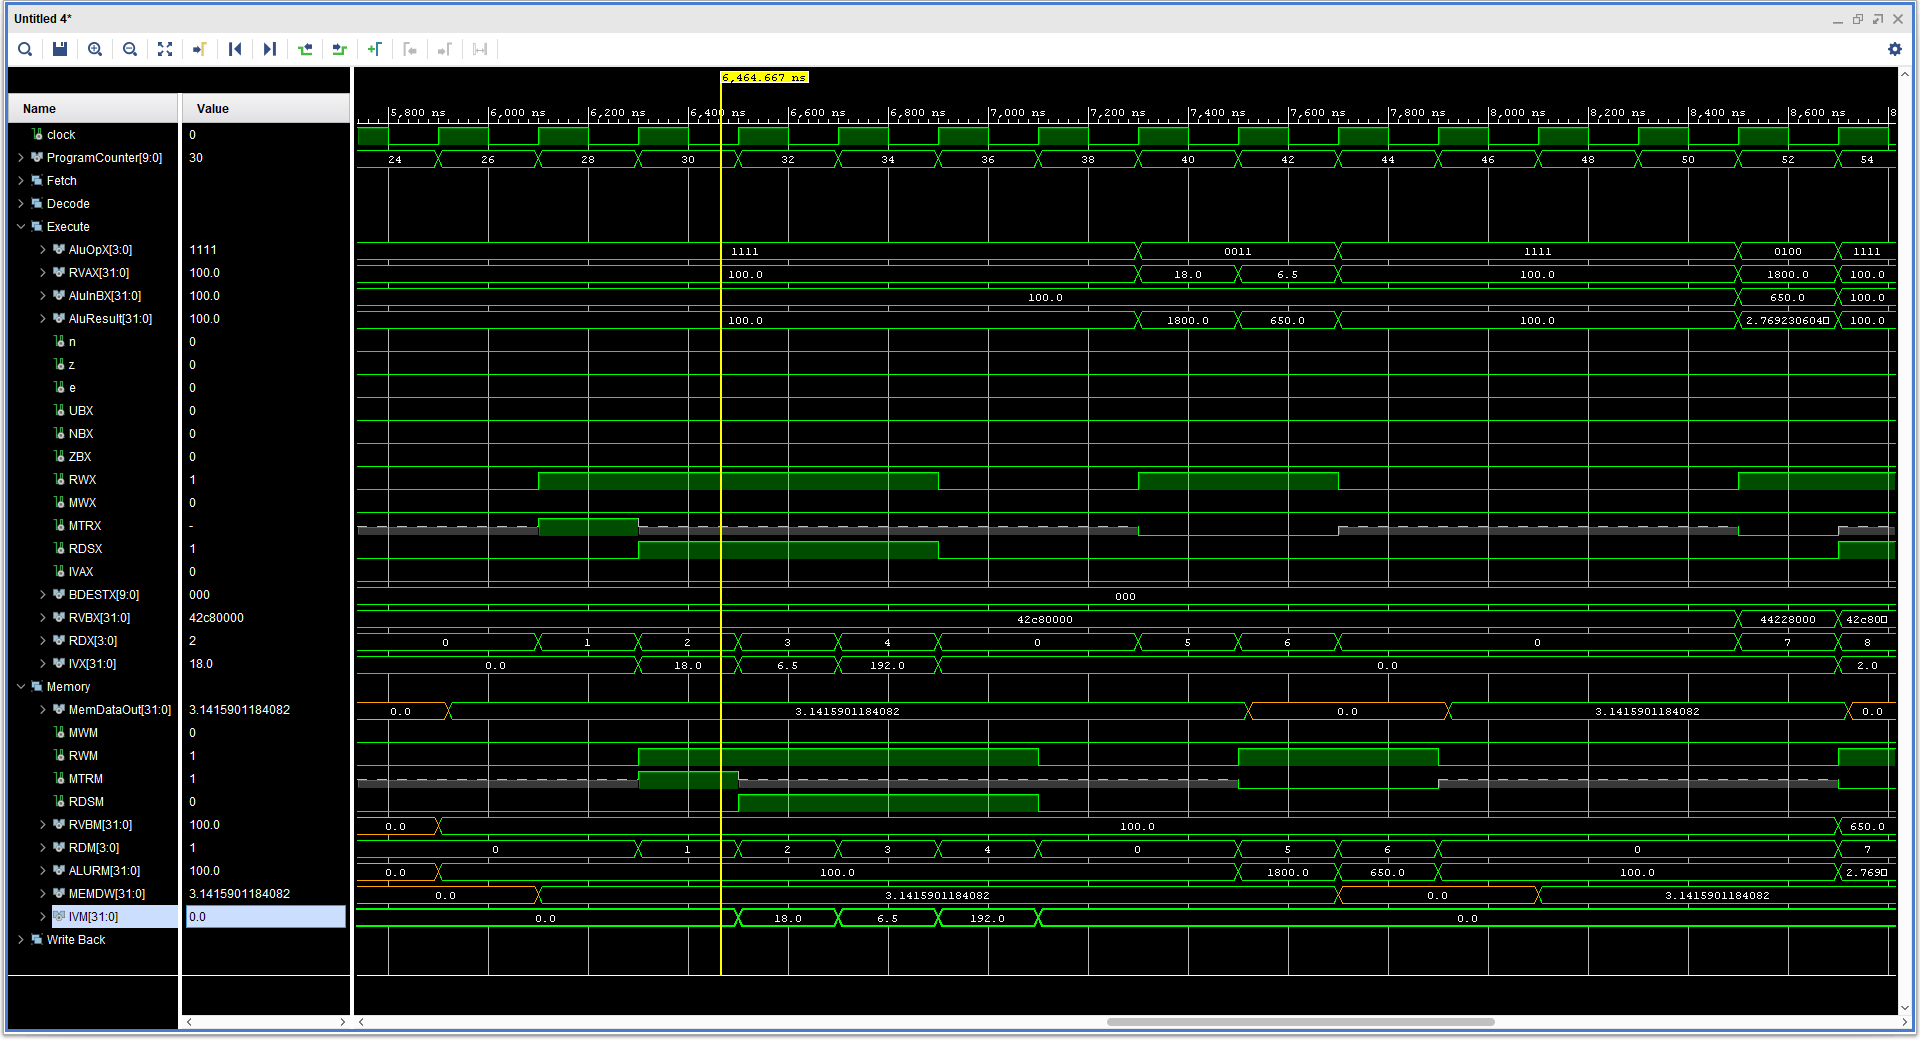 Untitled 4*
6,464.667 ns
Name Value
5,800 ns 6,000 ns 6,200 ns 6,400 ns 6,600 ns 6,800 ns 7,000 ns 7,200 ns 7,400 ns 7,600 ns 7,800 ns 8,000 ns 8,200 ns 8,400 ns 8,600 ns 8
clock 0
ProgramCounter[9:0] 30 24 26 28 30 32 34 36 38 40 42 44 46 48 50 52 54
Fetch
Decode
Execute
AluOpX[3:0] 1111 1111 0011 1111 0100 1111
RVAX[31:0] 100.0 100.0 18.0 6.5 100.0 1800.0 100.0
AluInBX[31:0] 100.0 100.0 650.0 100.0
AluResult[31:0] 100.0 100.0 1800.0 650.0 100.0 2.769230604 100.0
n 0
z 0
e 0
UBX 0
NBX 0
ZBX 0
RWX 1
MWX 0
MTRX -
RDSX 1
IVAX 0
BDESTX[9:0] 000 000
RVBX[31:0] 42c80000 42c80000 44228000 42c80
RDX[3:0] 2 0 1 2 3 4 0 5 6 0 7 8
IVX[31:0] 18.0 0.0 18.0 6.5 192.0 0.0 2.0
Memory
MemDataOut[31:0] 3.1415901184082 0.0 3.1415901184082 0.0 3.1415901184082 0.0
MWM 0
RWM 1
MTRM 1
RDSM 0
RVBM[31:0] 100.0 0.0 100.0 650.0
RDM[3:0] 1 0 1 2 3 4 0 5 6 0 7
ALURM[31:0] 100.0 0.0 100.0 1800.0 650.0 100.0 2.769
MEMDW[31:0] 3.1415901184082 0.0 3.1415901184082 0.0 3.1415901184082
IVM[31:0] 0.0 0.0 18.0 6.5 192.0 0.0
Write Back